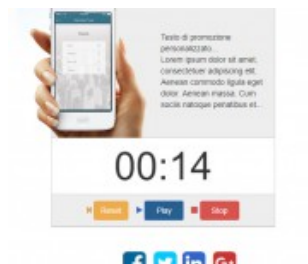 Testo di promozione
personalizzato...
Lorem ipsum dolor sit amet,
consectetuer adipiscing elit.
Aenean commodo ligula eget
dolor. Aenean massa. Cum
sociis natoque penatibus et...
00:14
Reset Play Stop